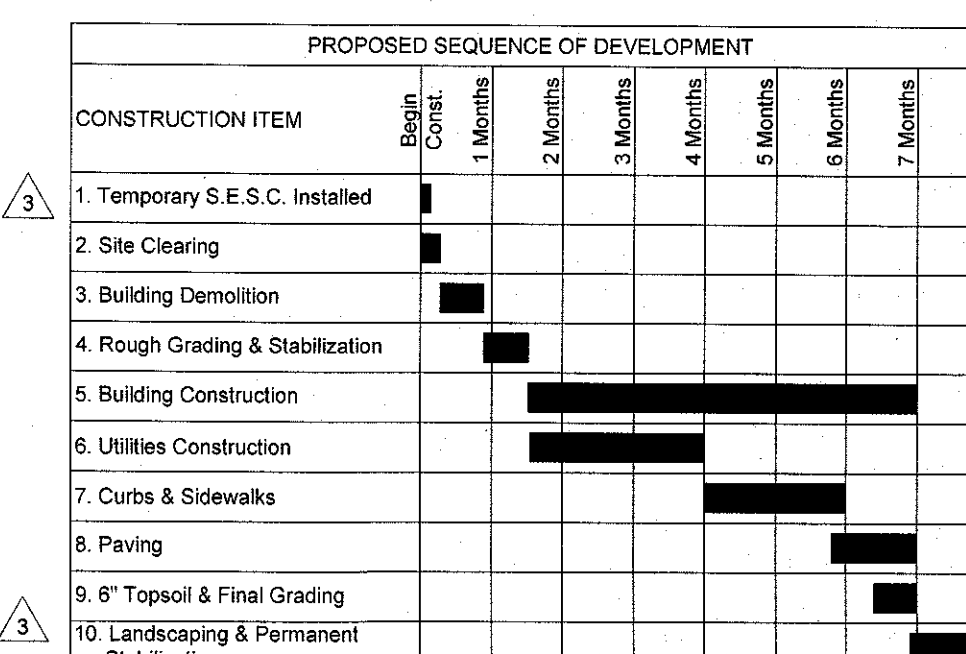 PROPOSED SEQUENCE OF DEVELOPMENT
CONSTRUCTION ITEM
Begin
Const.
1 Months
2 Months
3 Months
4 Months
5 Months
6 Months
7 Months
3
1. Temporary S.E.S.C. Installed
2. Site Clearing
3. Building Demolition
4. Rough Grading & Stabilization
5. Building Construction
6. Utilities Construction
7. Curbs & Sidewalks
8. Paving
9. 6" Topsoil & Final Grading
3
10. Landscaping & Permanent